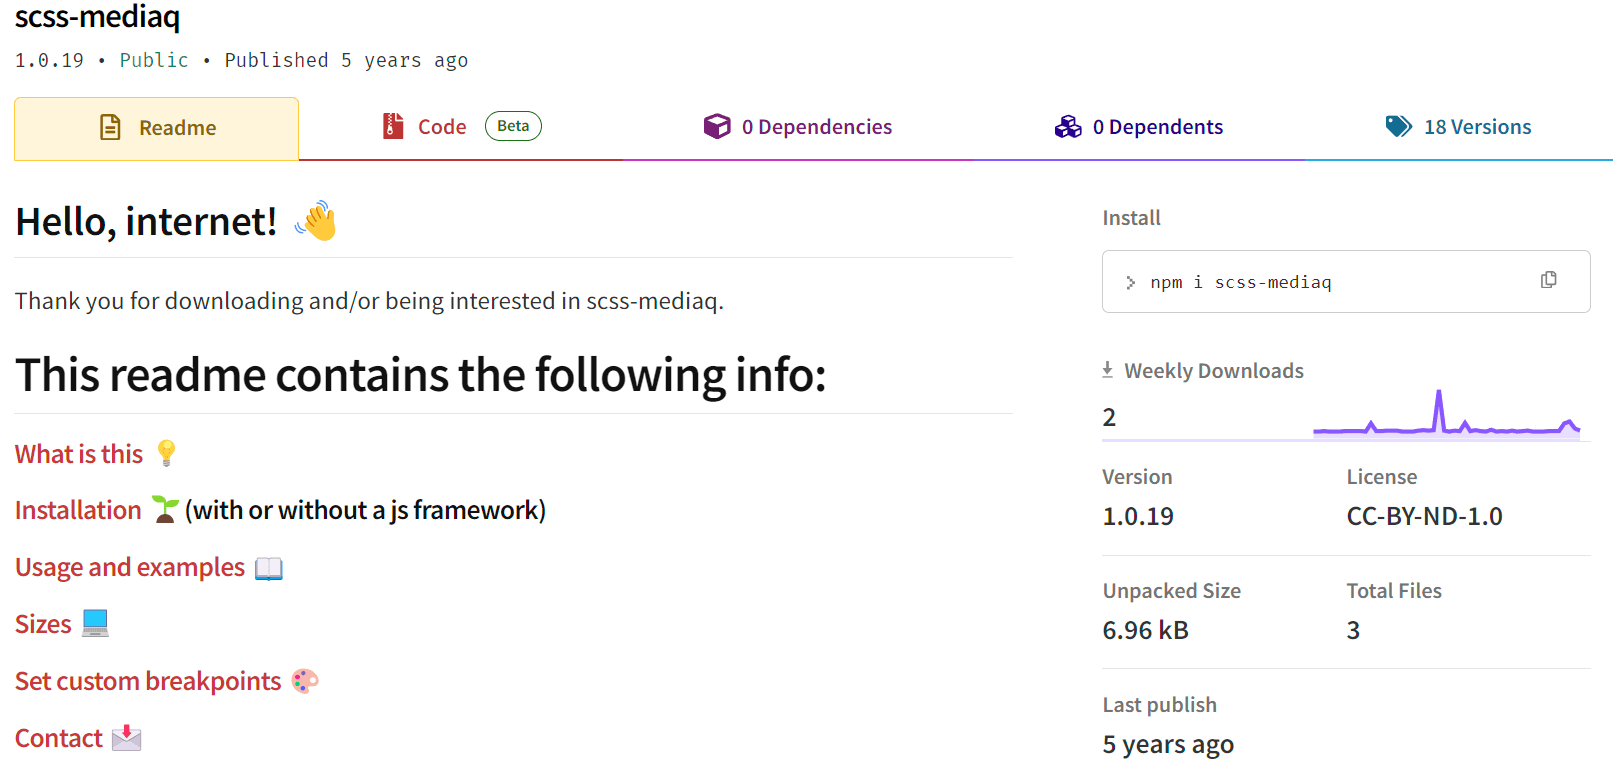 scss-mediaq
1.0.19 • Public • Published 5 years ago
Readme
Code Beta
0 Dependencies
0 Dependents
18 Versions
Hello, internet! 👋
Thank you for downloading and/or being interested in scss-mediaq.
This readme contains the following info:
What is this 💡
Installation 🌱 (with or without a js framework)
Usage and examples 📖
Sizes 💻
Set custom breakpoints 🎨
Contact 📩
Install
> npm i scss-mediaq
Weekly Downloads
2
Version
1.0.19
License
CC-BY-ND-1.0
Unpacked Size
6.96 kB
Total Files
3
Last publish
5 years ago